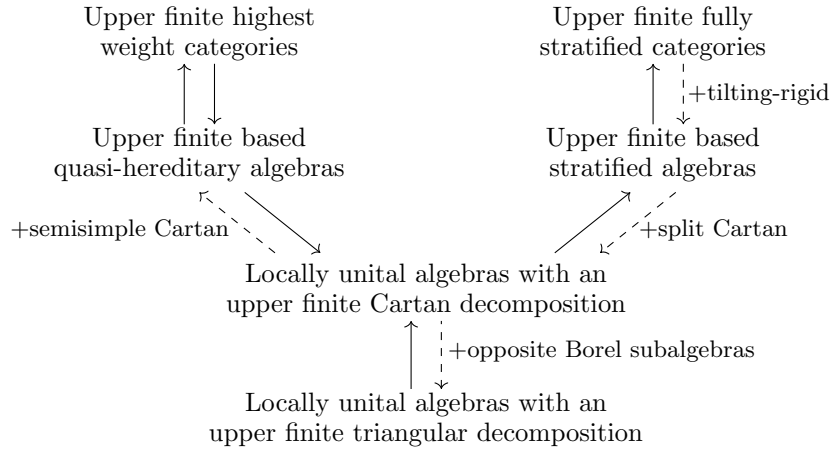 Upper finite highest
weight categories
Upper finite fully
stratified categories
+tilting-rigid
Upper finite based
quasi-hereditary algebras
Upper finite based
stratified algebras
+semisimple Cartan
+split Cartan
Locally unital algebras with an
upper finite Cartan decomposition
+opposite Borel subalgebras
Locally unital algebras with an
upper finite triangular decomposition